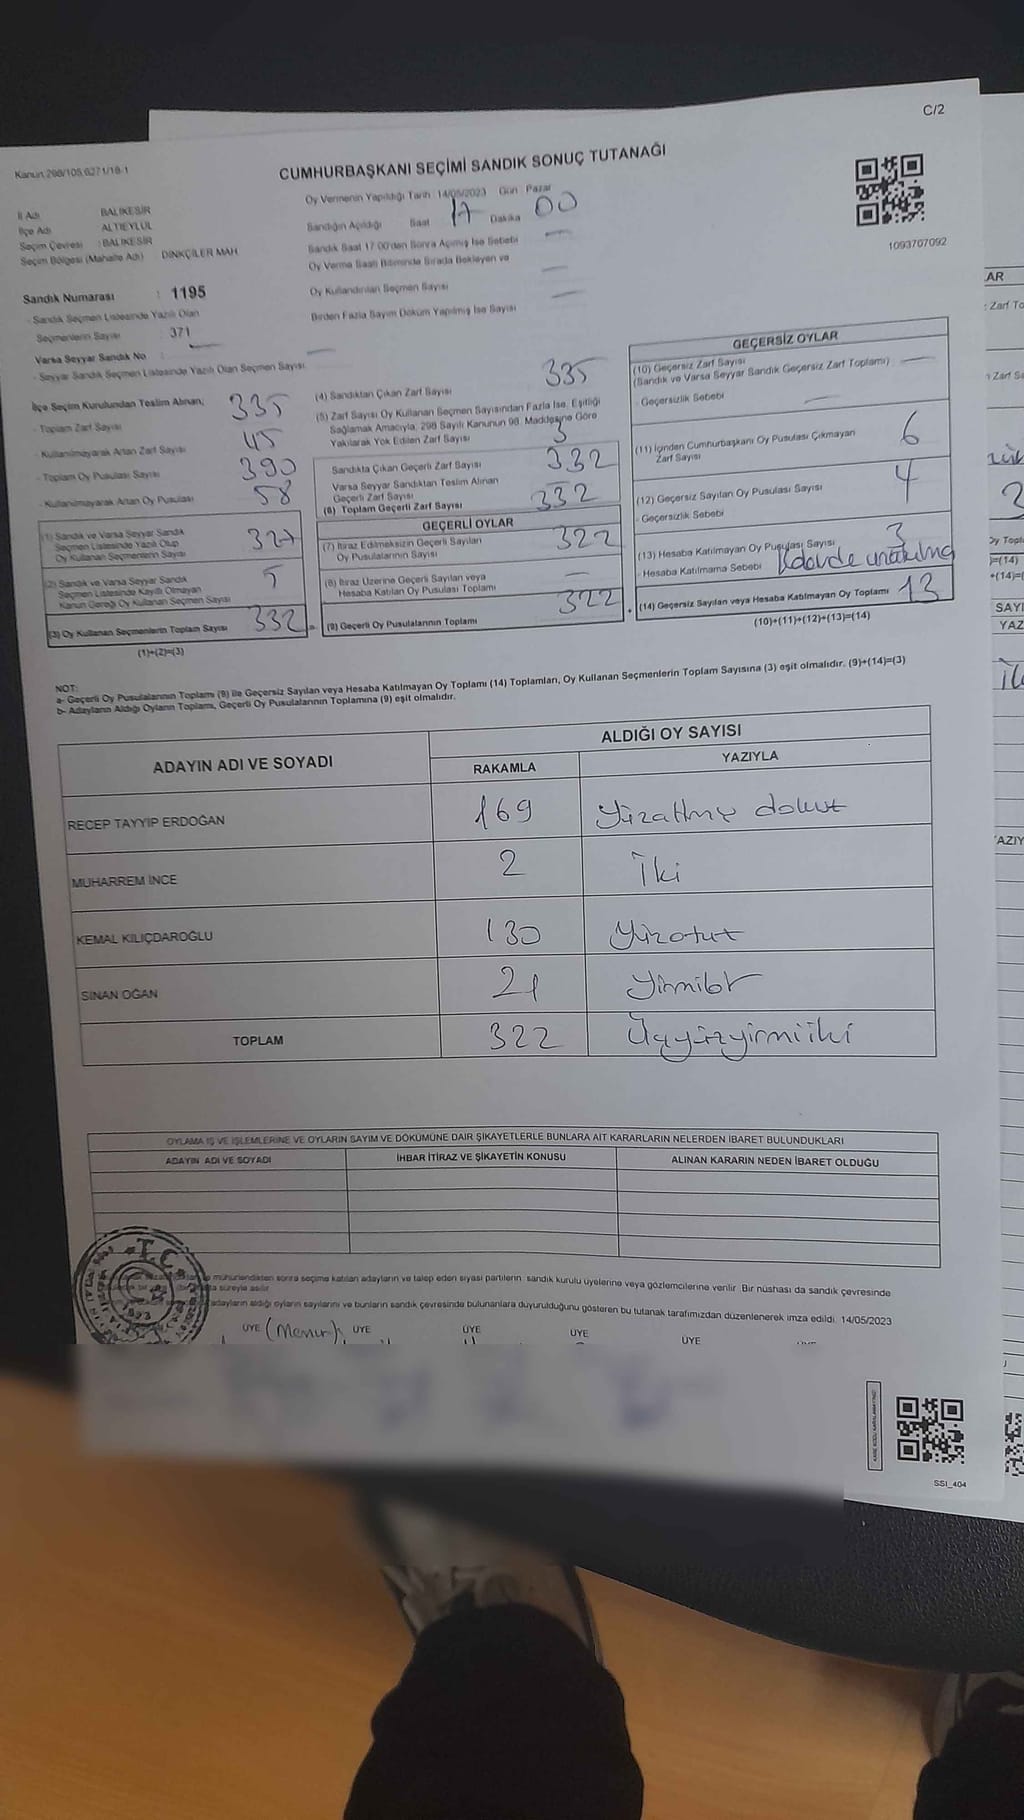 C/2
Kanun:298/105,6271/18-1
CUMHURBAŞKANI SEÇİMİ SANDIK SONUÇ TUTANAĞI
Oy Vermenin Yapıldığı Tarih : 14/05/2023 Gün : Pazar
İl Adı : BALIKESİR
İlçe Adı : ALTIEYLÜL
Seçim Çevresi : BALIKESİR
Seçim Bölgesi (Mahalle Adı) : DİNKÇİLER MAH
Sandığın Açıldığı Saat 17 Dakika 00
Sandık Saat 17:00'den Sonra Açılmış İse Sebebi
Oy Verme Saati Bitiminde Sırada Bekleyen ve
Oy Kullandırılan Seçmen Sayısı
Birden Fazla Sayım Döküm Yapılmış İse Sayısı
1093707092
Sandık Numarası : 1195
- Sandık Seçmen Listesinde Yazılı Olan
Seçmenlerin Sayısı : 371
Varsa Seyyar Sandık No :
- Seyyar Sandık Seçmen Listesinde Yazılı Olan Seçmen Sayısı
İlçe Seçim Kurulundan Teslim Alınan;
- Toplam Zarf Sayısı 335
- Kullanılmayarak Artan Zarf Sayısı 45
- Toplam Oy Pusulası Sayısı 390
- Kullanılmayarak Artan Oy Pusulası 58
(1) Sandık ve Varsa Seyyar Sandık
Seçmen Listesinde Yazılı Olup
Oy Kullanan Seçmenlerin Sayısı 327
(2) Sandık ve Varsa Seyyar Sandık
Seçmen Listesinde Kayıtlı Olmayan
Kanun Gereği Oy Kullanan Seçmen Sayısı 5
(3) Oy Kullanan Seçmenlerin Toplam Sayısı 332
(1)+(2)=(3)
(4) Sandıktan Çıkan Zarf Sayısı 335
(5) Zarf Sayısı Oy Kullanan Seçmen Sayısından Fazla İse, Eşitliği
Sağlamak Amacıyla, 298 Sayılı Kanunun 98. Maddesine Göre
Yakılarak Yok Edilen Zarf Sayısı 3
Sandıkta Çıkan Geçerli Zarf Sayısı 332
Varsa Seyyar Sandıktan Teslim Alınan
Geçerli Zarf Sayısı
(6) Toplam Geçerli Zarf Sayısı 332
GEÇERLİ OYLAR
(7) İtiraz Edilmeksizin Geçerli Sayılan
Oy Pusulalarının Sayısı 322
(8) İtiraz Üzerine Geçerli Sayılan veya
Hesaba Katılan Oy Pusulası Toplamı
(9) Geçerli Oy Pusulalarının Toplamı 322
GEÇERSİZ OYLAR
(10) Geçersiz Zarf Sayısı
(Sandık ve Varsa Seyyar Sandık Geçersiz Zarf Toplamı)
- Geçersizlik Sebebi
(11) İçinden Cumhurbaşkanı Oy Pusulası Çıkmayan
Zarf Sayısı 6
(12) Geçersiz Sayılan Oy Pusulası Sayısı 4
- Geçersizlik Sebebi
(13) Hesaba Katılmayan Oy Pusulası Sayısı 3
- Hesaba Katılmama Sebebi
(14) Geçersiz Sayılan veya Hesaba Katılmayan Oy Toplamı 13
(10)+(11)+(12)+(13)=(14)
NOT:
a- Geçerli Oy Pusulalarının Toplamı (9) ile Geçersiz Sayılan veya Hesaba Katılmayan Oy Toplamı (14) Toplamları, Oy Kullanan Seçmenlerin Toplam Sayısına (3) eşit olmalıdır. (9)+(14)=(3)
b- Adayların Aldığı Oyların Toplamı, Geçerli Oy Pusulalarının Toplamına (9) eşit olmalıdır.
ADAYIN ADI VE SOYADI
ALDIĞI OY SAYISI
RAKAMLA YAZIYLA
RECEP TAYYİP ERDOĞAN 169 Yüzaltmış dokuz
MUHARREM İNCE 2 İki
KEMAL KILIÇDAROĞLU 130 Yüzotuz
SİNAN OĞAN 21 Yirmibir
TOPLAM 322 Üçyüzyirmiiki
OYLAMA İŞ VE İŞLEMLERİNE VE OYLARIN SAYIM VE DÖKÜMÜNE DAİR ŞİKAYETLERLE BUNLARA AİT KARARLARIN NELERDEN İBARET BULUNDUKLARI
ADAYIN ADI VE SOYADI İHBAR İTİRAZ VE ŞİKAYETİN KONUSU ALINAN KARARIN NEDEN İBARET OLDUĞU
mühürlendikten sonra seçime katılan adayların ve talep eden siyasi partilerin sandık kurulu üyelerine veya gözlemcilerine verilir. Bir nüshası da sandık çevresinde
süreyle asılır.
adayların aldığı oyların sayılarını ve bunların sandık çevresinde bulunanlara duyurulduğunu gösteren bu tutanak tarafımızdan düzenlenerek imza edildi. 14/05/2023
T.C.
ÜYE (Memur) ÜYE ÜYE ÜYE ÜYE
SSI_404